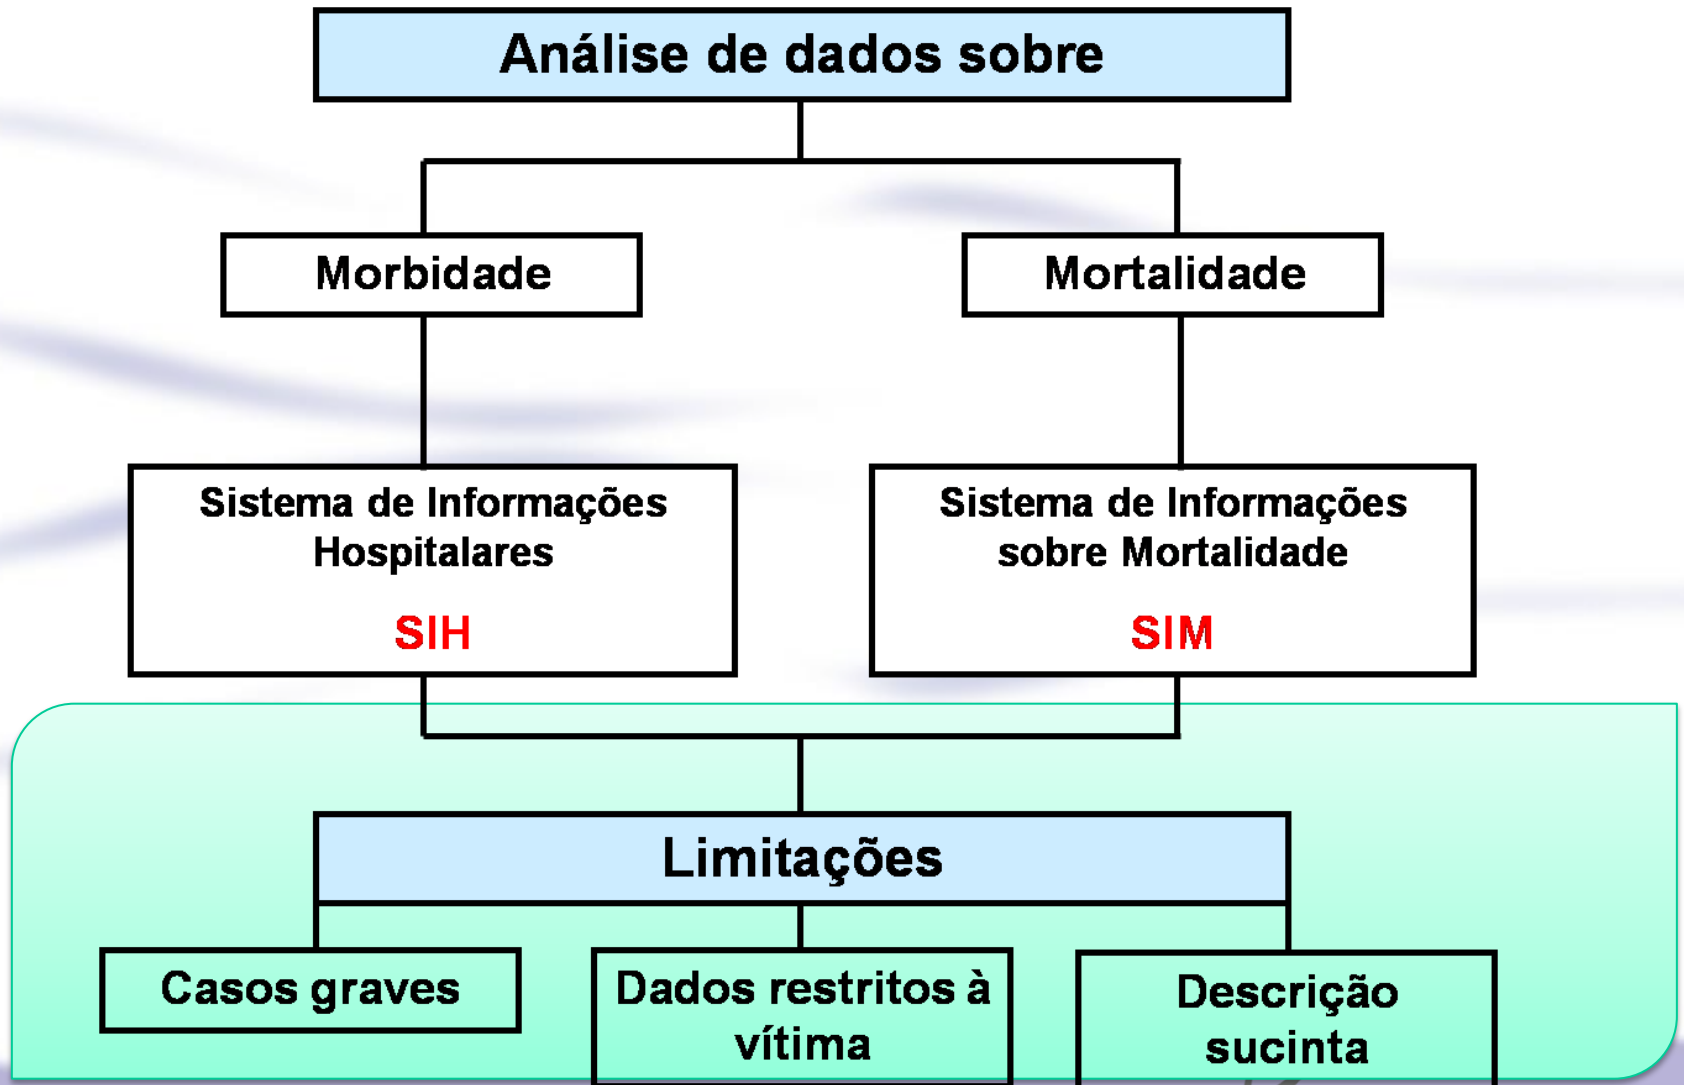 Análise de dados sobre
Morbidade
Mortalidade
Sistema de Informações
Hospitalares
SIH
Sistema de Informações
sobre Mortalidade
SIM
Limitações
Casos graves
Dados restritos à
vítima
Descrição
sucinta